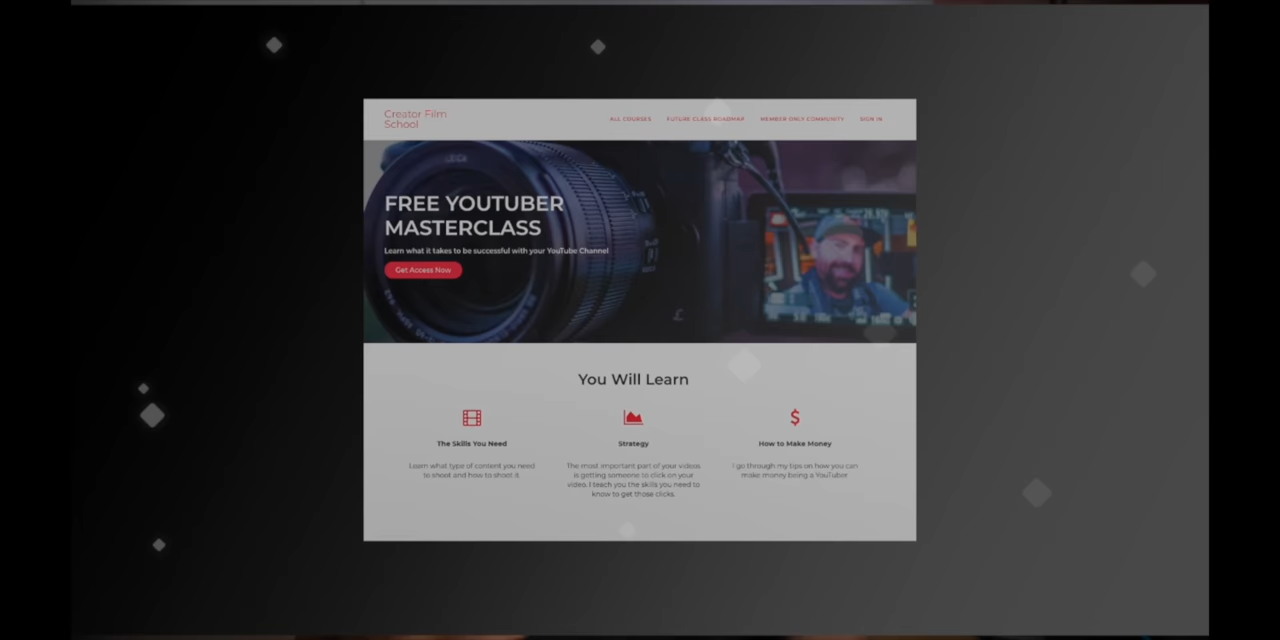 Creator Film
School
ALL COURSES
FUTURE CLASS ROADMAP
MEMBER-ONLY COMMUNITY
SIGN IN
LEICA
FREE YOUTUBER
MASTERCLASS
Learn what it takes to be successful with your YouTube Channel
Get Access Now
You Will Learn
The Skills You Need
Learn what type of content you need
to shoot and how to shoot it.
Strategy
The most important part of your videos
is getting someone to click on your
video. I teach you the skills you need to
know to get those clicks.
How to Make Money
I go through my tips on how you can
make money being a YouTuber